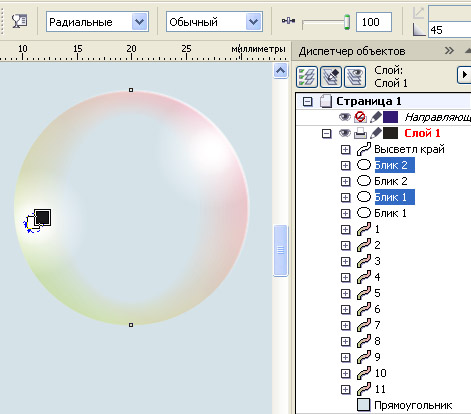 Радиальные
Обычный
100
45
10
20
30
миллиметры
Диспетчер объектов
Слой:
Слой 1
Страница 1
Направляющ
Слой 1
Высветл край
Блик 2
Блик 2
Блик 1
Блик 1
1
2
3
4
5
6
7
8
9
10
11
Прямоугольник